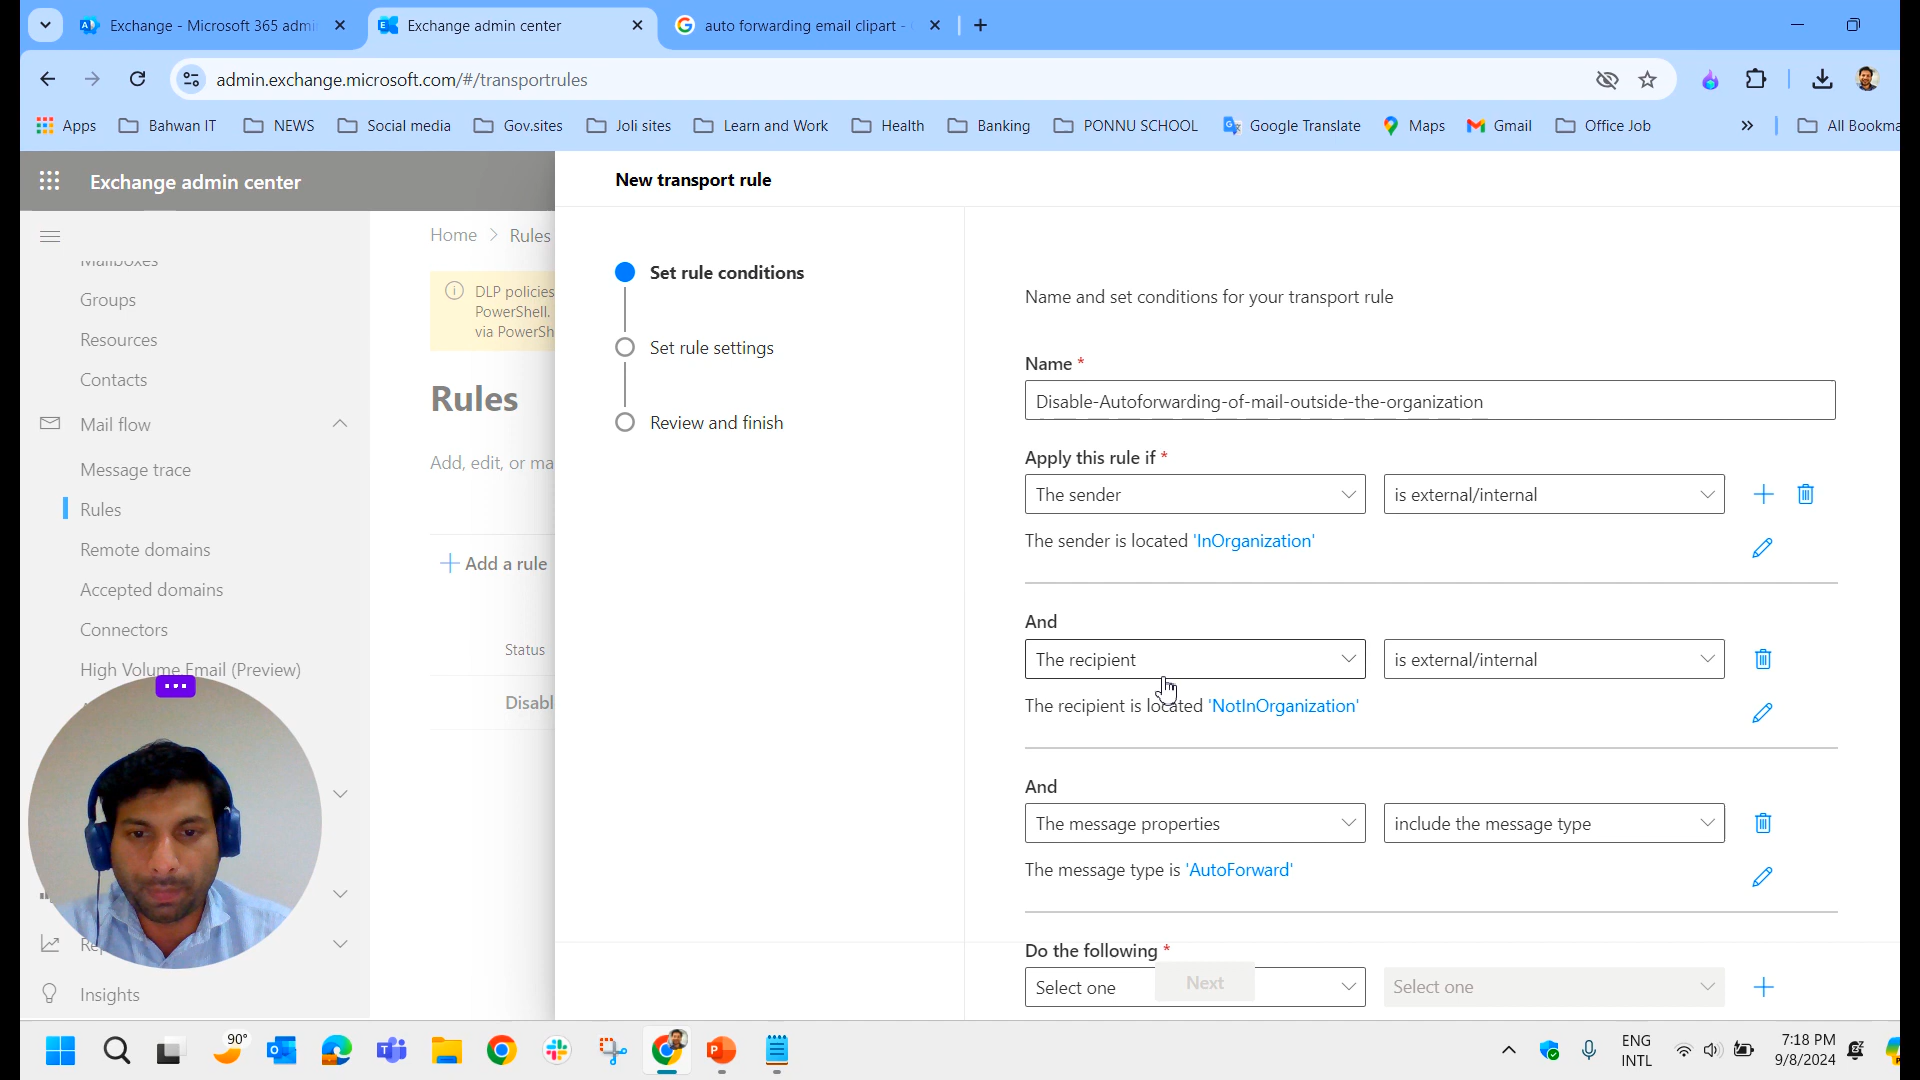 Exchange - Microsoft 365 admi
Exchange admin center
auto forwarding email clipart -
admin.exchange.microsoft.com/#/transportrules
Apps
Bahwan IT
NEWS
Social media
Gov.sites
Joli sites
Learn and Work
Health
Banking
PONNU SCHOOL
Google Translate
Maps
Gmail
Office Job
All Bookma
Exchange admin center
Mailboxes
Groups
Resources
Contacts
Mail flow
Message trace
Rules
Remote domains
Accepted domains
Connectors
High Volume Email (Preview)
Insights
Home > Rules
DLP policies
PowerShell.
via PowerSh
Rules
Add, edit, or ma
Add a rule
Status
Disabl
New transport rule
Set rule conditions
Set rule settings
Review and finish
Name and set conditions for your transport rule
Name *
Disable-Autoforwarding-of-mail-outside-the-organization
Apply this rule if *
The sender
is external/internal
The sender is located 'InOrganization'
And
The recipient
is external/internal
The recipient is located 'NotInOrganization'
And
The message properties
include the message type
The message type is 'AutoForward'
Do the following *
Select one
Select one
Next
90°
ENG
INTL
7:18 PM
9/8/2024